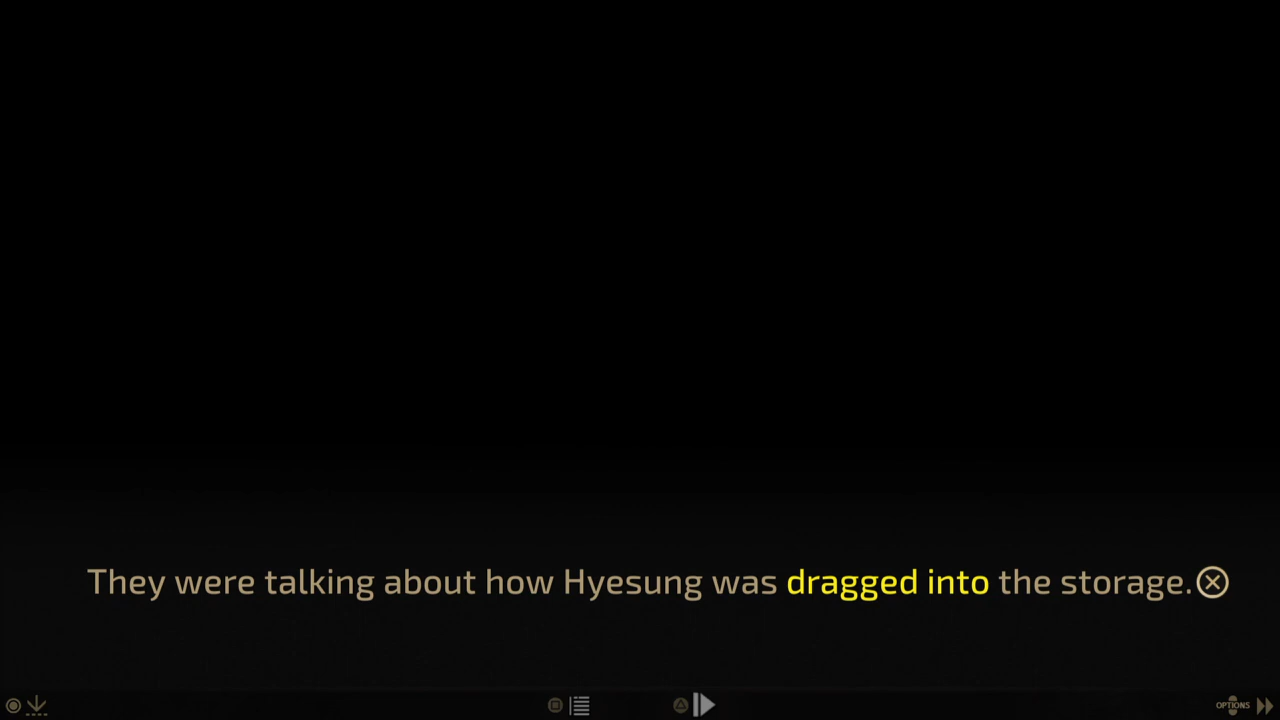 They were talking about how Hyesung was dragged into the storage.
OPTIONS